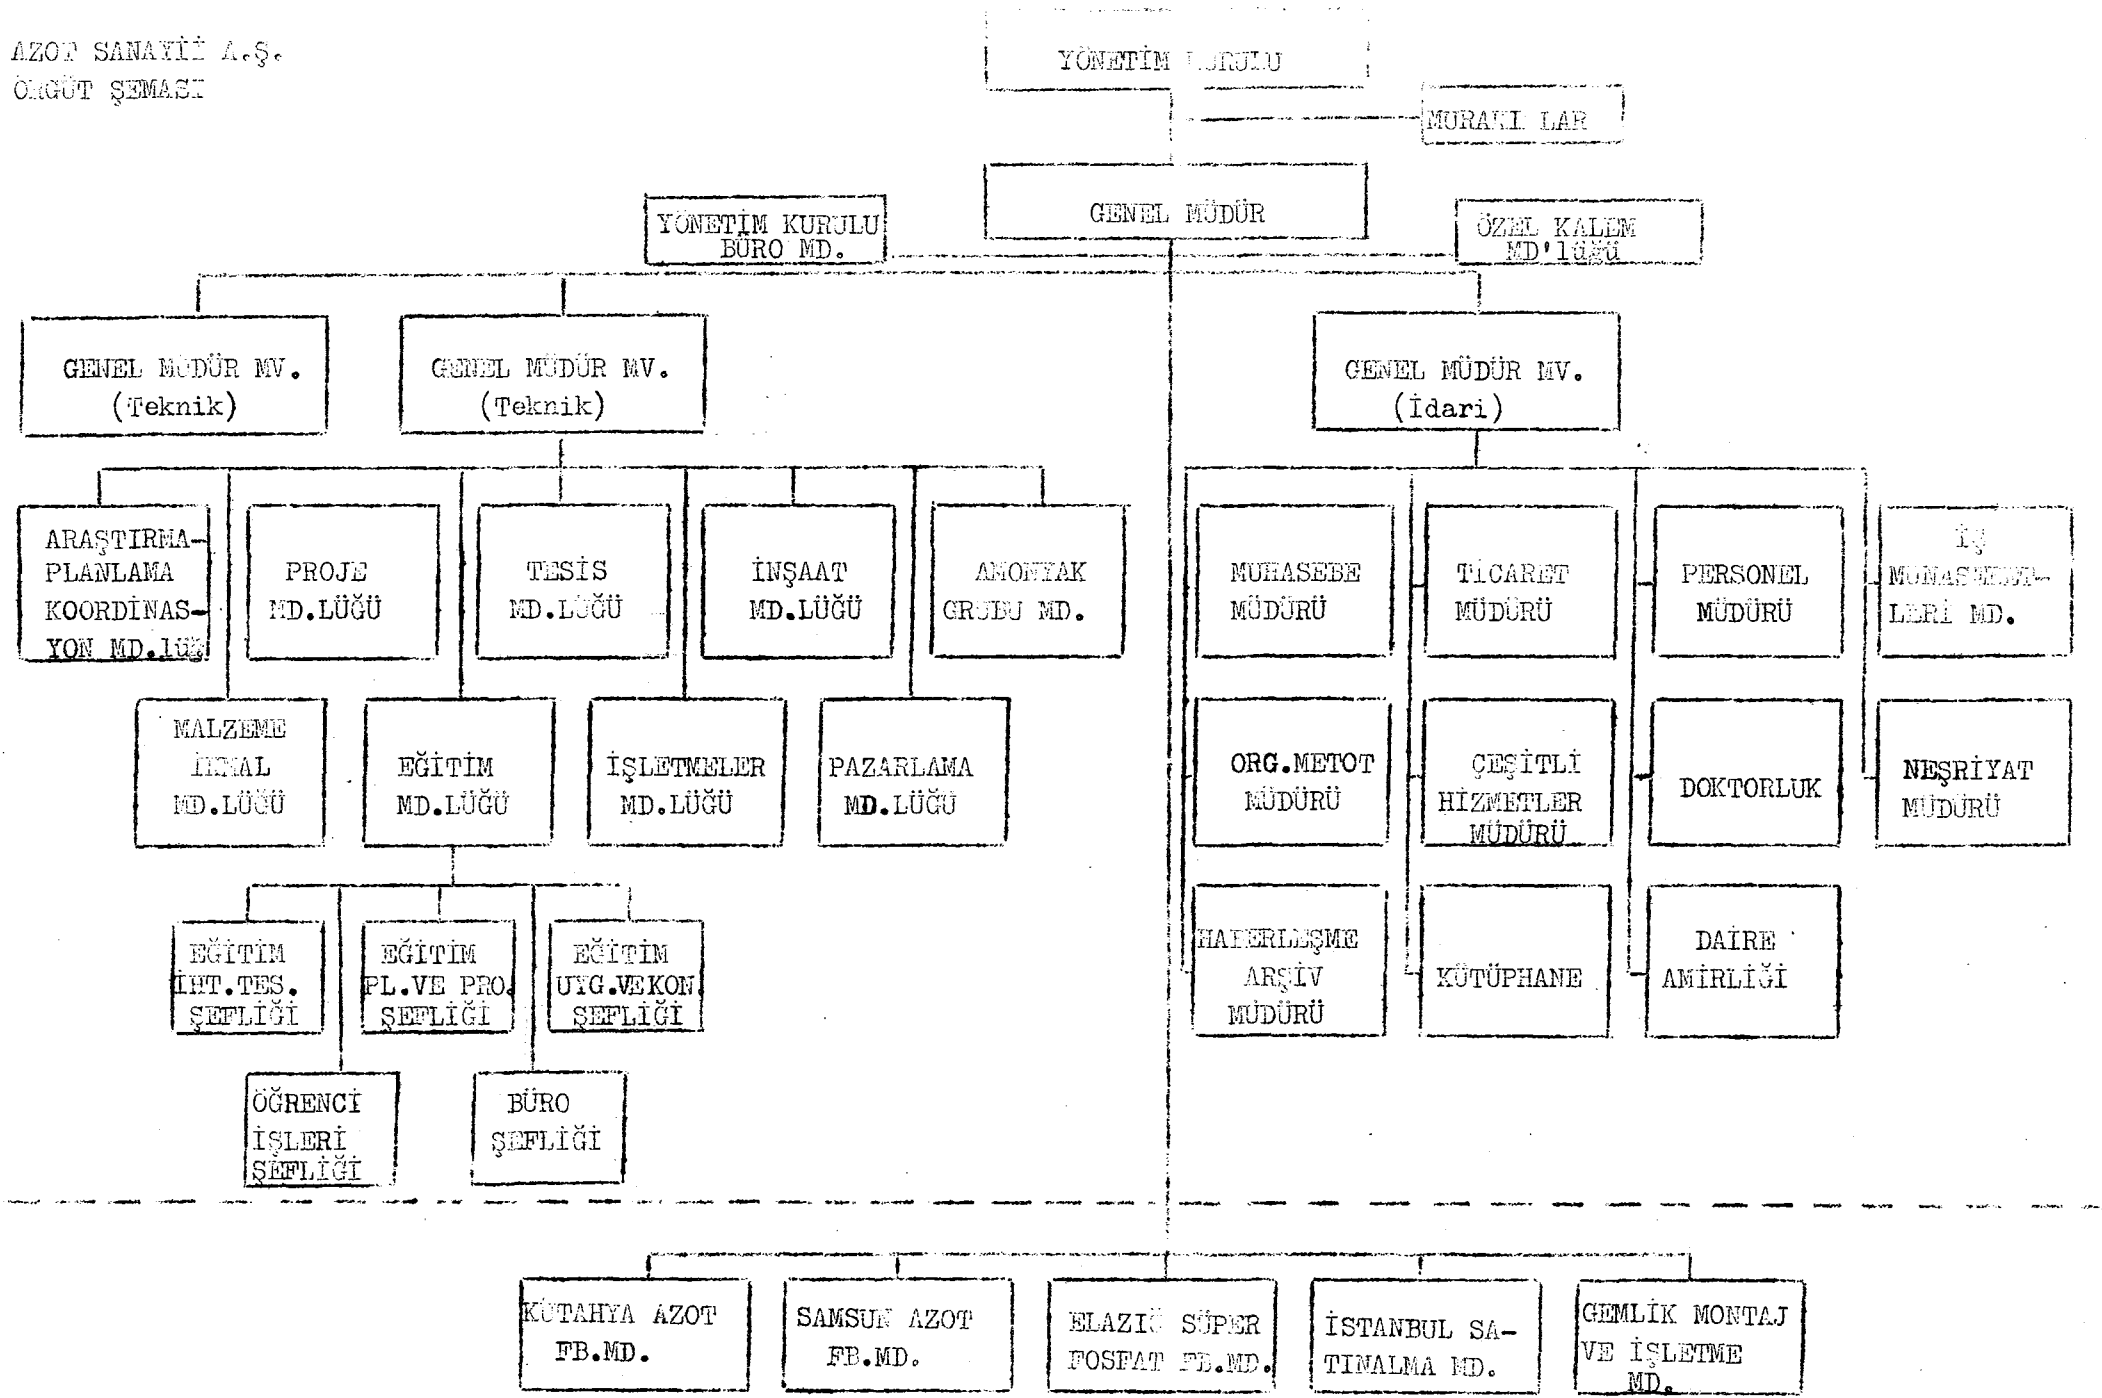 AZOT SANAYİİ A.Ş.
ÖRGÜT ŞEMASI
YÖNETİM KURULU
MURAKI LAR
GENEL MÜDÜR
YÖNETİM KURULU
BÜRO MD.
ÖZEL KALEM
MD'lüğü
GENEL MÜDÜR MV.
(Teknik)
GENEL MÜDÜR MV.
(Teknik)
GENEL MÜDÜR MV.
(İdari)
ARAŞTIRMA-
PLANLAMA
KOORDİNAS-
YON MD.lüğ
PROJE
MD.LÜĞÜ
TESİS
MD.LÜĞÜ
İNŞAAT
MD.LÜĞÜ
AMONYAK
GRUBU MD.
MUHASEBE
MÜDÜRÜ
TİCARET
MÜDÜRÜ
PERSONEL
MÜDÜRÜ
İŞ
MÜNASEBET-
LERİ MD.
MALZEME
İKMAL
MD.LÜĞÜ
EĞİTİM
MD.LÜĞÜ
İŞLETMELER
MD.LÜĞÜ
PAZARLAMA
MD.LÜĞÜ
ORG.METOT
MÜDÜRÜ
ÇEŞİTLİ
HİZMETLER
MÜDÜRÜ
DOKTORLUK
NEŞRİYAT
MÜDÜRÜ
EĞİTİM
İHT.TES.
ŞEFLİĞİ
EĞİTİM
PL.VE PRO.
ŞEFLİĞİ
EĞİTİM
UYG.VE KON.
ŞEFLİĞİ
HABERLEŞME
ARŞİV
MÜDÜRÜ
KÜTÜPHANE
DAİRE
AMİRLİĞİ
ÖĞRENCİ
İŞLERİ
ŞEFLİĞİ
BÜRO
ŞEFLİĞİ
KÜTAHYA AZOT
FB.MD.
SAMSUN AZOT
FB.MD.
ELAZIĞ SÜPER
FOSFAT FB.MD.
İSTANBUL SA-
TINALMA MD.
GEMLİK MONTAJ
VE İŞLETME
MD.